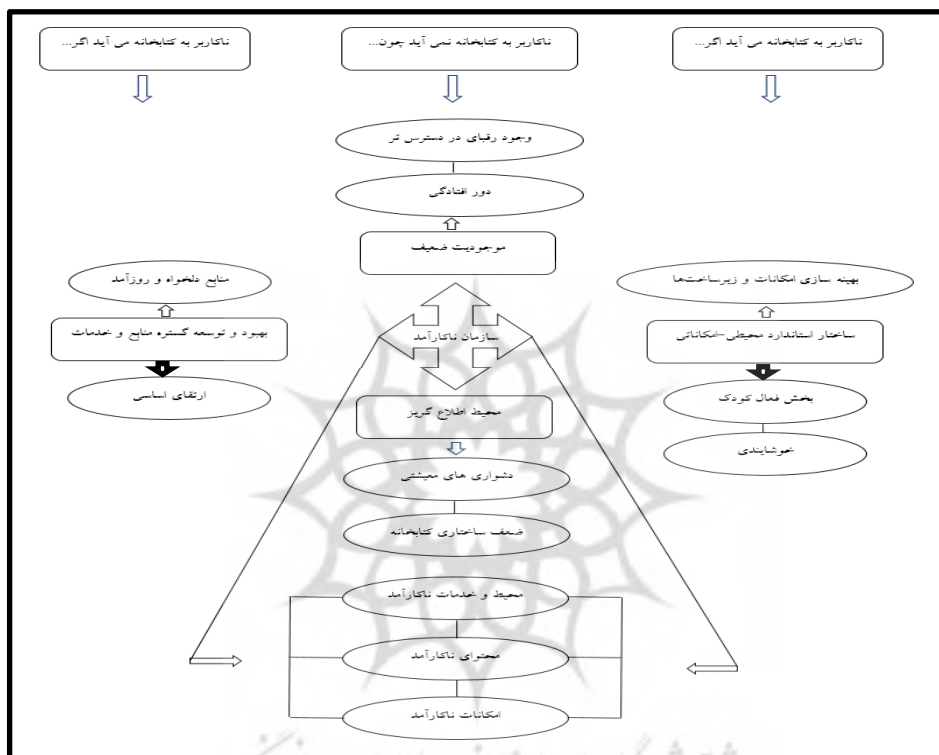 ناکاربر به کتابخانه می آید اگر...
ناکاربر به کتابخانه نمی آید چون...
ناکاربر به کتابخانه می آید اگر...
وجود رقبای در دسترس تر
دور افتادگی
موجودیت ضعیف
بهینه سازی امکانات و زیرساخت‌ها
ساختار استاندارد محیطی-امکاناتی
بخش فعال کودک
خوشایندی
سازمان ناکارآمد
منابع دلخواه و روزآمد
بهبود و توسعه گستره منابع و خدمات
ارتقای اساسی
محیط اطلاع گریز
دشواری های معیشتی
ضعف ساختاری کتابخانه
محیط و خدمات ناکارآمد
محتوای ناکارآمد
امکانات ناکارآمد